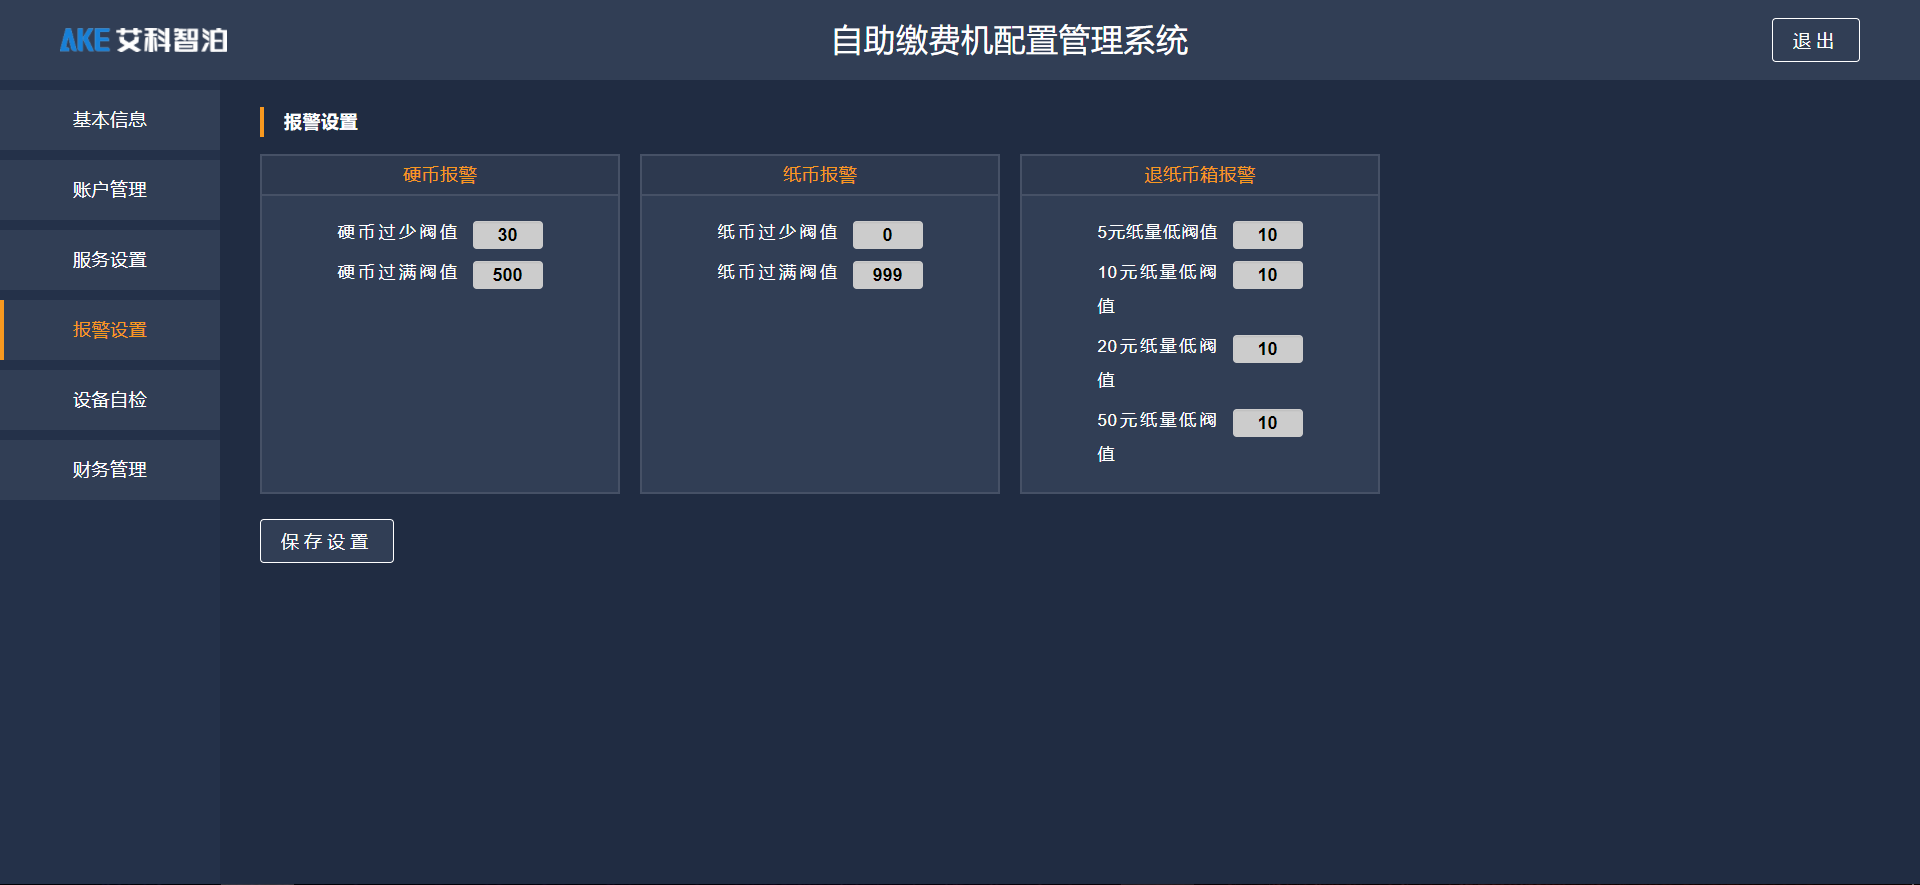 AKE 艾科智泊
自助缴费机配置管理系统
退出
基本信息
账户管理
服务设置
报警设置
设备自检
财务管理
报警设置
硬币报警
硬币过少阀值 30
硬币过满阀值 500
纸币报警
纸币过少阀值 0
纸币过满阀值 999
退纸币箱报警
5元纸量低阀值 10
10元纸量低阀 10
值
20元纸量低阀 10
值
50元纸量低阀 10
值
保存设置